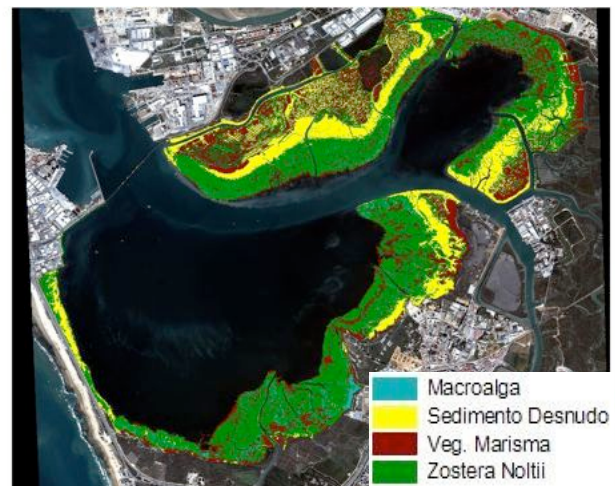 Macroalga
Sedimento Desnudo
Veg. Marisma
Zostera Noltii